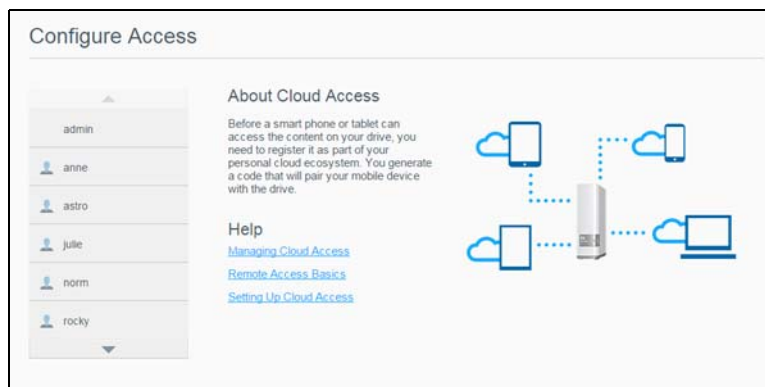 Configure Access
admin
anne
astro
julie
norm
rocky
About Cloud Access
Before a smart phone or tablet can
access the content on your drive, you
need to register it as part of your
personal cloud ecosystem. You generate
a code that will pair your mobile device
with the drive.
Help
Managing Cloud Access
Remote Access Basics
Setting Up Cloud Access